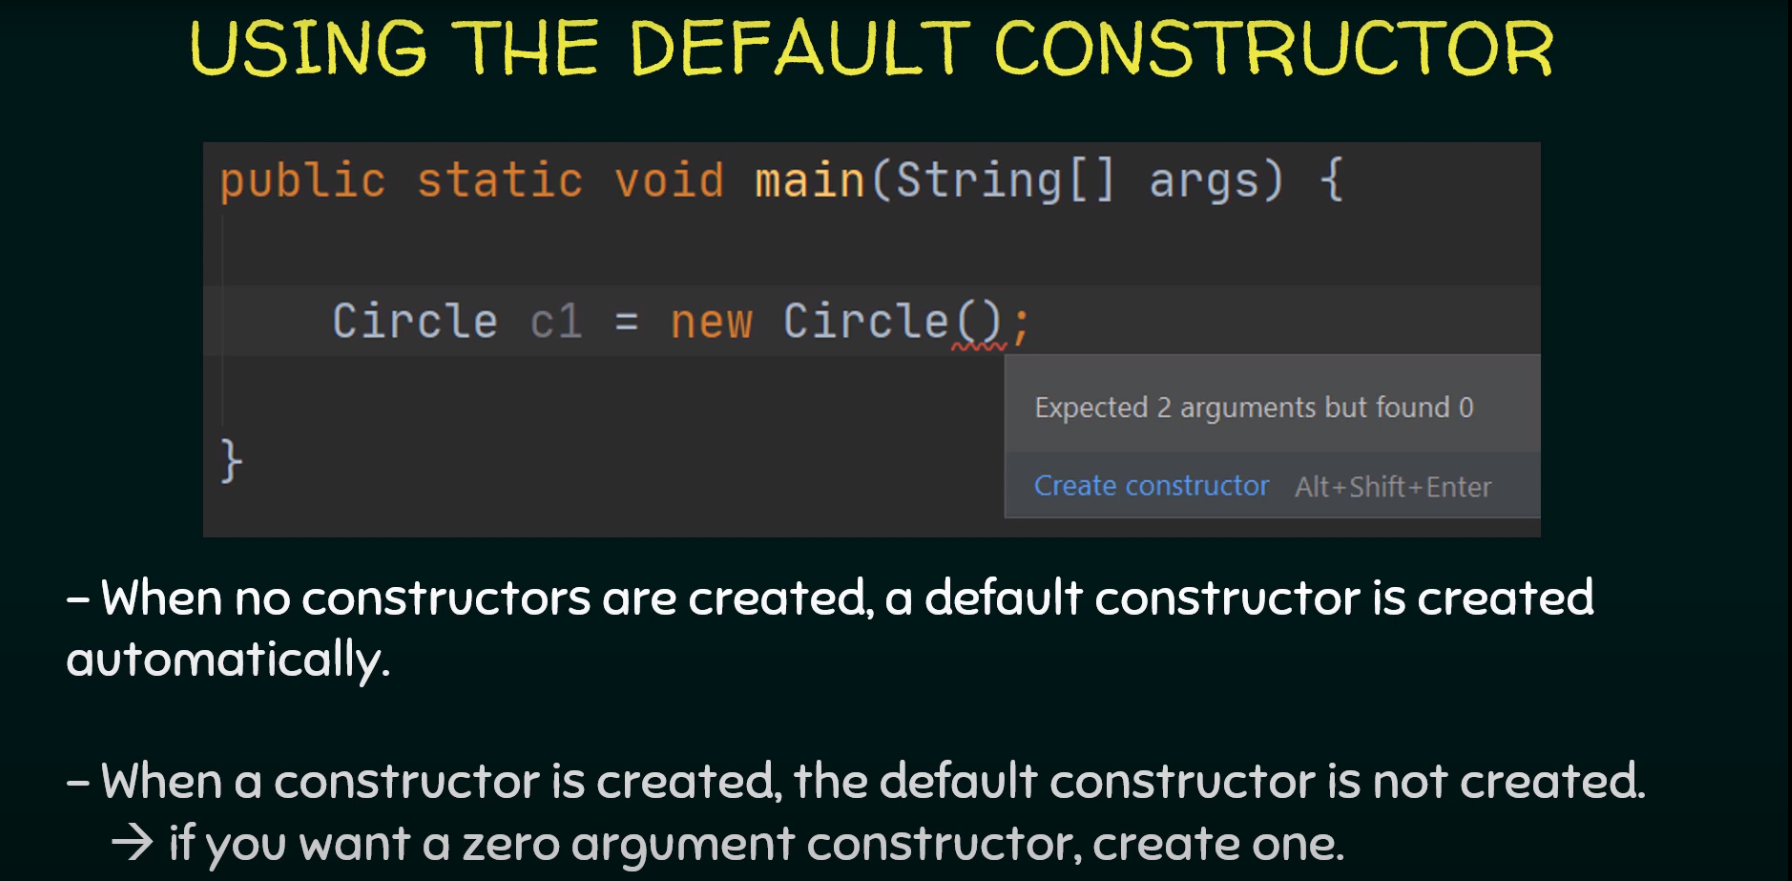 USING THE DEFAULT CONSTRUCTOR
public static void main(String[] args) {
Circle c1 = new Circle();
Expected 2 arguments but found 0
}
Create constructor Alt+Shift+Enter
- When no constructors are created, a default constructor is created
automatically.
- When a constructor is created, the default constructor is not created.
→ if you want a zero argument constructor, create one.